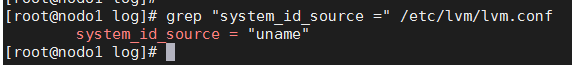 [root@nodo1 log]# grep "system_id_source =" /etc/lvm/lvm.conf
        system_id_source = "uname"
[root@nodo1 log]#